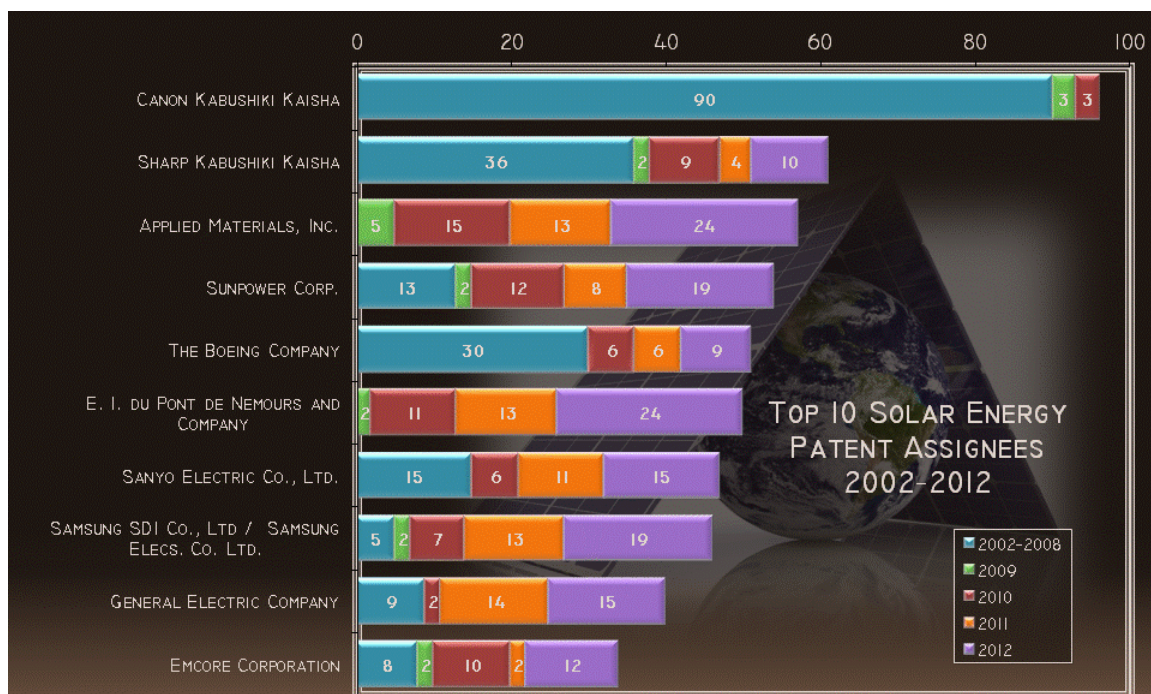 0 20 40 60 80 100
CANON KABUSHIKI KAISHA 90 3 3
SHARP KABUSHIKI KAISHA 36 2 9 4 10
APPLIED MATERIALS, INC. 5 15 13 24
SUNPOWER CORP. 13 2 12 8 19
THE BOEING COMPANY 30 6 6 9
E. I. DU PONT DE NEMOURS AND
COMPANY 2 11 13 24
SANYO ELECTRIC CO., LTD. 15 6 11 15
SAMSUNG SDI CO., LTD / SAMSUNG
ELECS. CO. LTD. 5 2 7 13 19
GENERAL ELECTRIC COMPANY 9 2 14 15
EMCORE CORPORATION 8 2 10 2 12
TOP 10 SOLAR ENERGY
PATENT ASSIGNEES
2002-2012
2002-2008
2009
2010
2011
2012